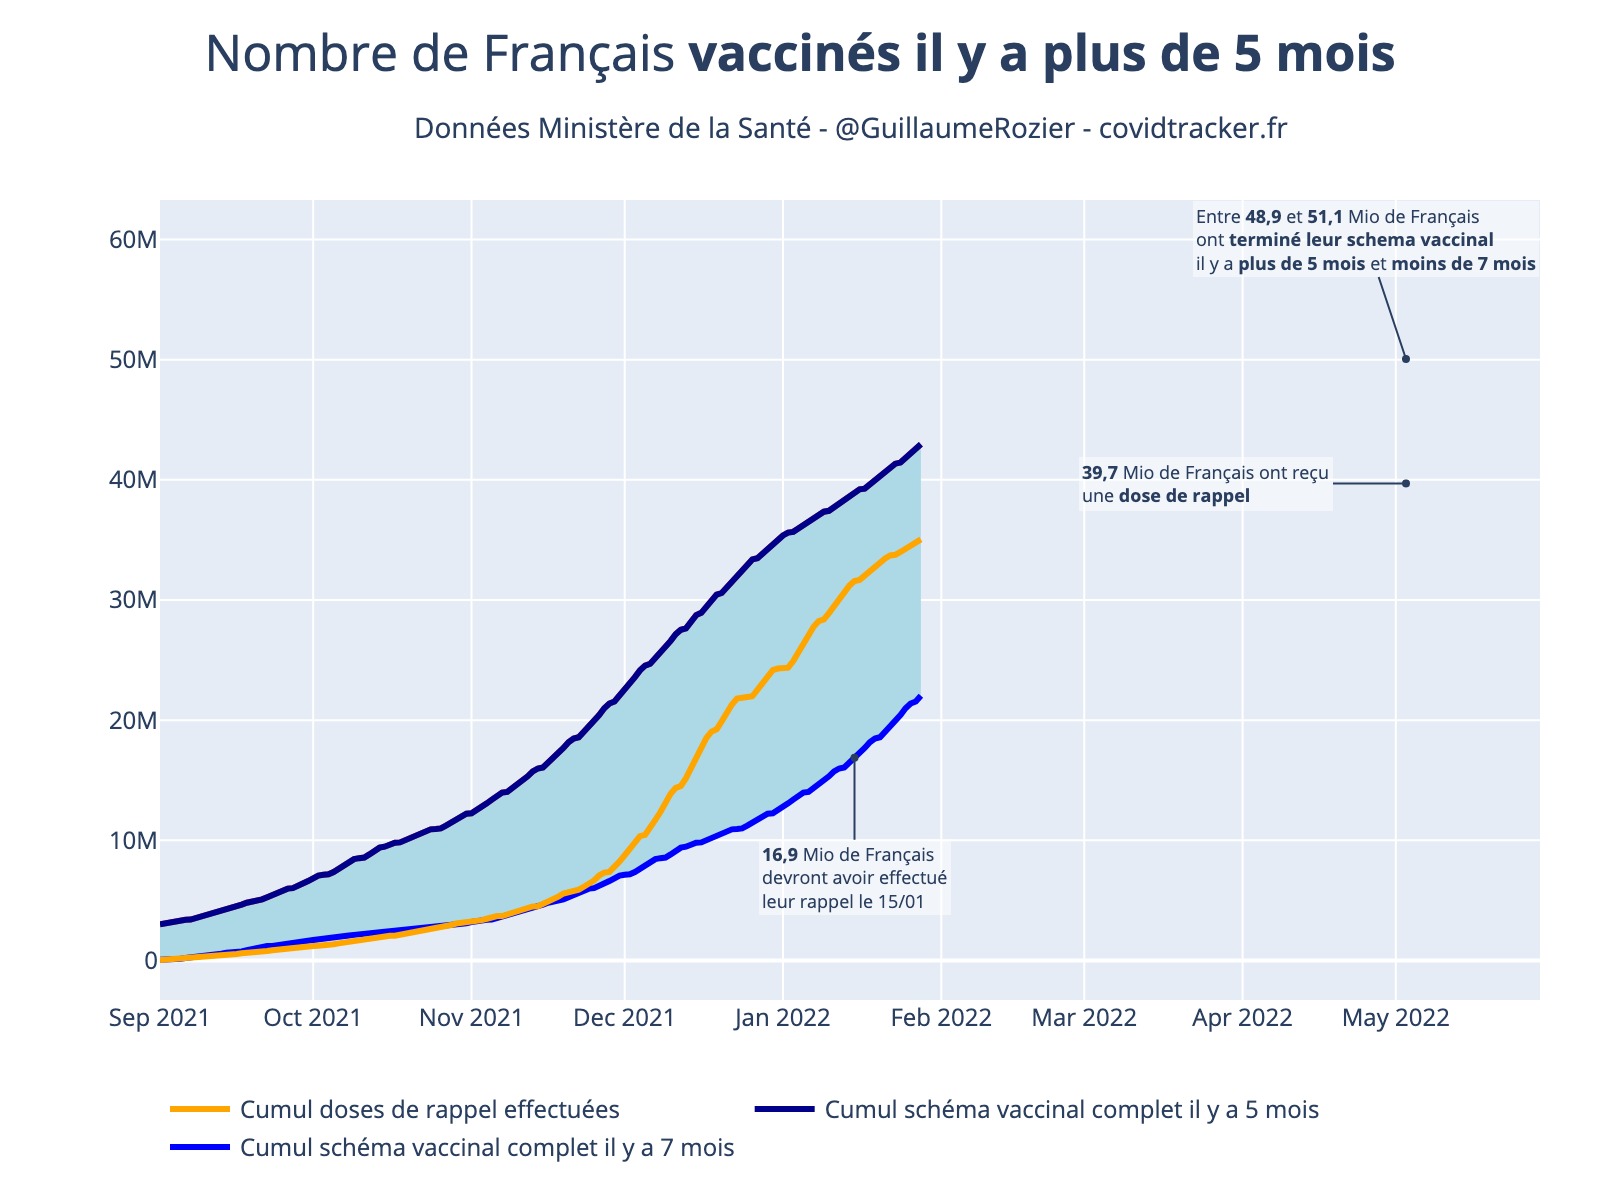 Nombre de Français vaccinés il y a plus de 5 mois
Données Ministère de la Santé - @GuillaumeRozier - covidtracker.fr
Entre 48,9 et 51,1 Mio de Français
ont terminé leur schema vaccinal
il y a plus de 5 mois et moins de 7 mois
60M
50M
40M
30M
20M
10M
0
39,7 Mio de Français ont reçu
une dose de rappel
16,9 Mio de Français
devront avoir effectué
leur rappel le 15/01
Sep 2021
Oct 2021
Nov 2021
Dec 2021
Jan 2022
Feb 2022
Mar 2022
Apr 2022
May 2022
Cumul doses de rappel effectuées
Cumul schéma vaccinal complet il y a 5 mois
Cumul schéma vaccinal complet il y a 7 mois